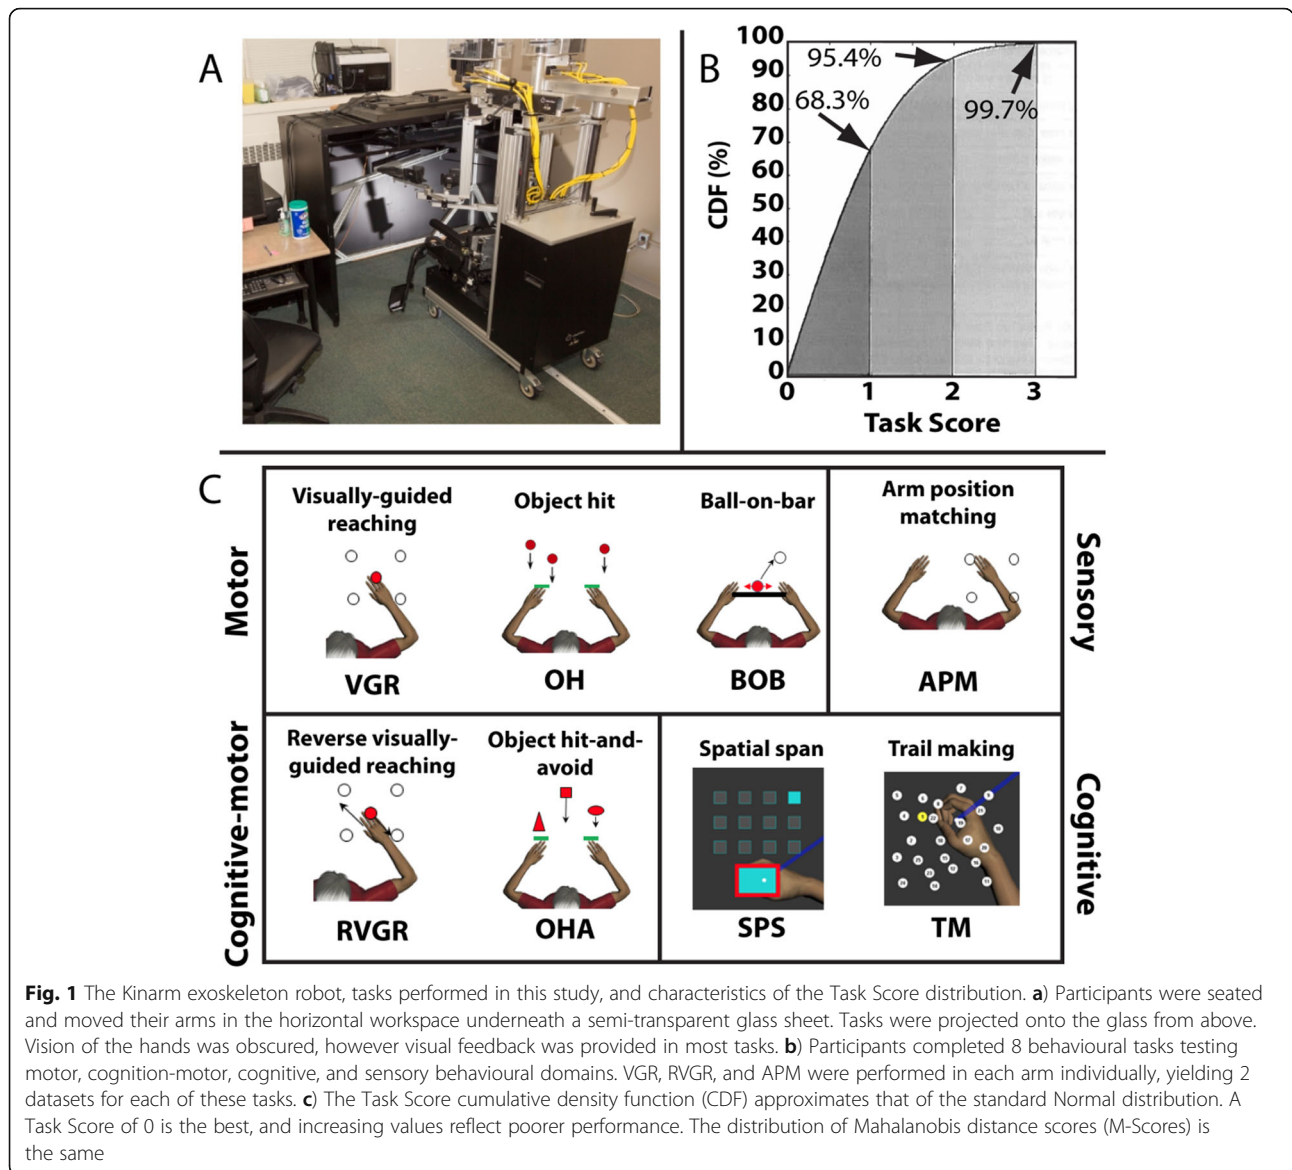 A
B
100
90
80
70
60
50
40
30
20
10
0
95.4%
68.3%
99.7%
CDF (%)
0 1 2 3
Task Score
C
Motor
Visually-guided
reaching
VGR
Object hit
OH
Ball-on-bar
BOB
Arm position
matching
APM
Sensory
Cognitive-motor
Reverse visually-
guided reaching
RVGR
Object hit-and-
avoid
OHA
Spatial span
SPS
Trail making
TM
Cognitive
Fig. 1 The Kinarm exoskeleton robot, tasks performed in this study, and characteristics of the Task Score distribution. a) Participants were seated
and moved their arms in the horizontal workspace underneath a semi-transparent glass sheet. Tasks were projected onto the glass from above.
Vision of the hands was obscured, however visual feedback was provided in most tasks. b) Participants completed 8 behavioural tasks testing
motor, cognition-motor, cognitive, and sensory behavioural domains. VGR, RVGR, and APM were performed in each arm individually, yielding 2
datasets for each of these tasks. c) The Task Score cumulative density function (CDF) approximates that of the standard Normal distribution. A
Task Score of 0 is the best, and increasing values reflect poorer performance. The distribution of Mahalanobis distance scores (M-Scores) is
the same